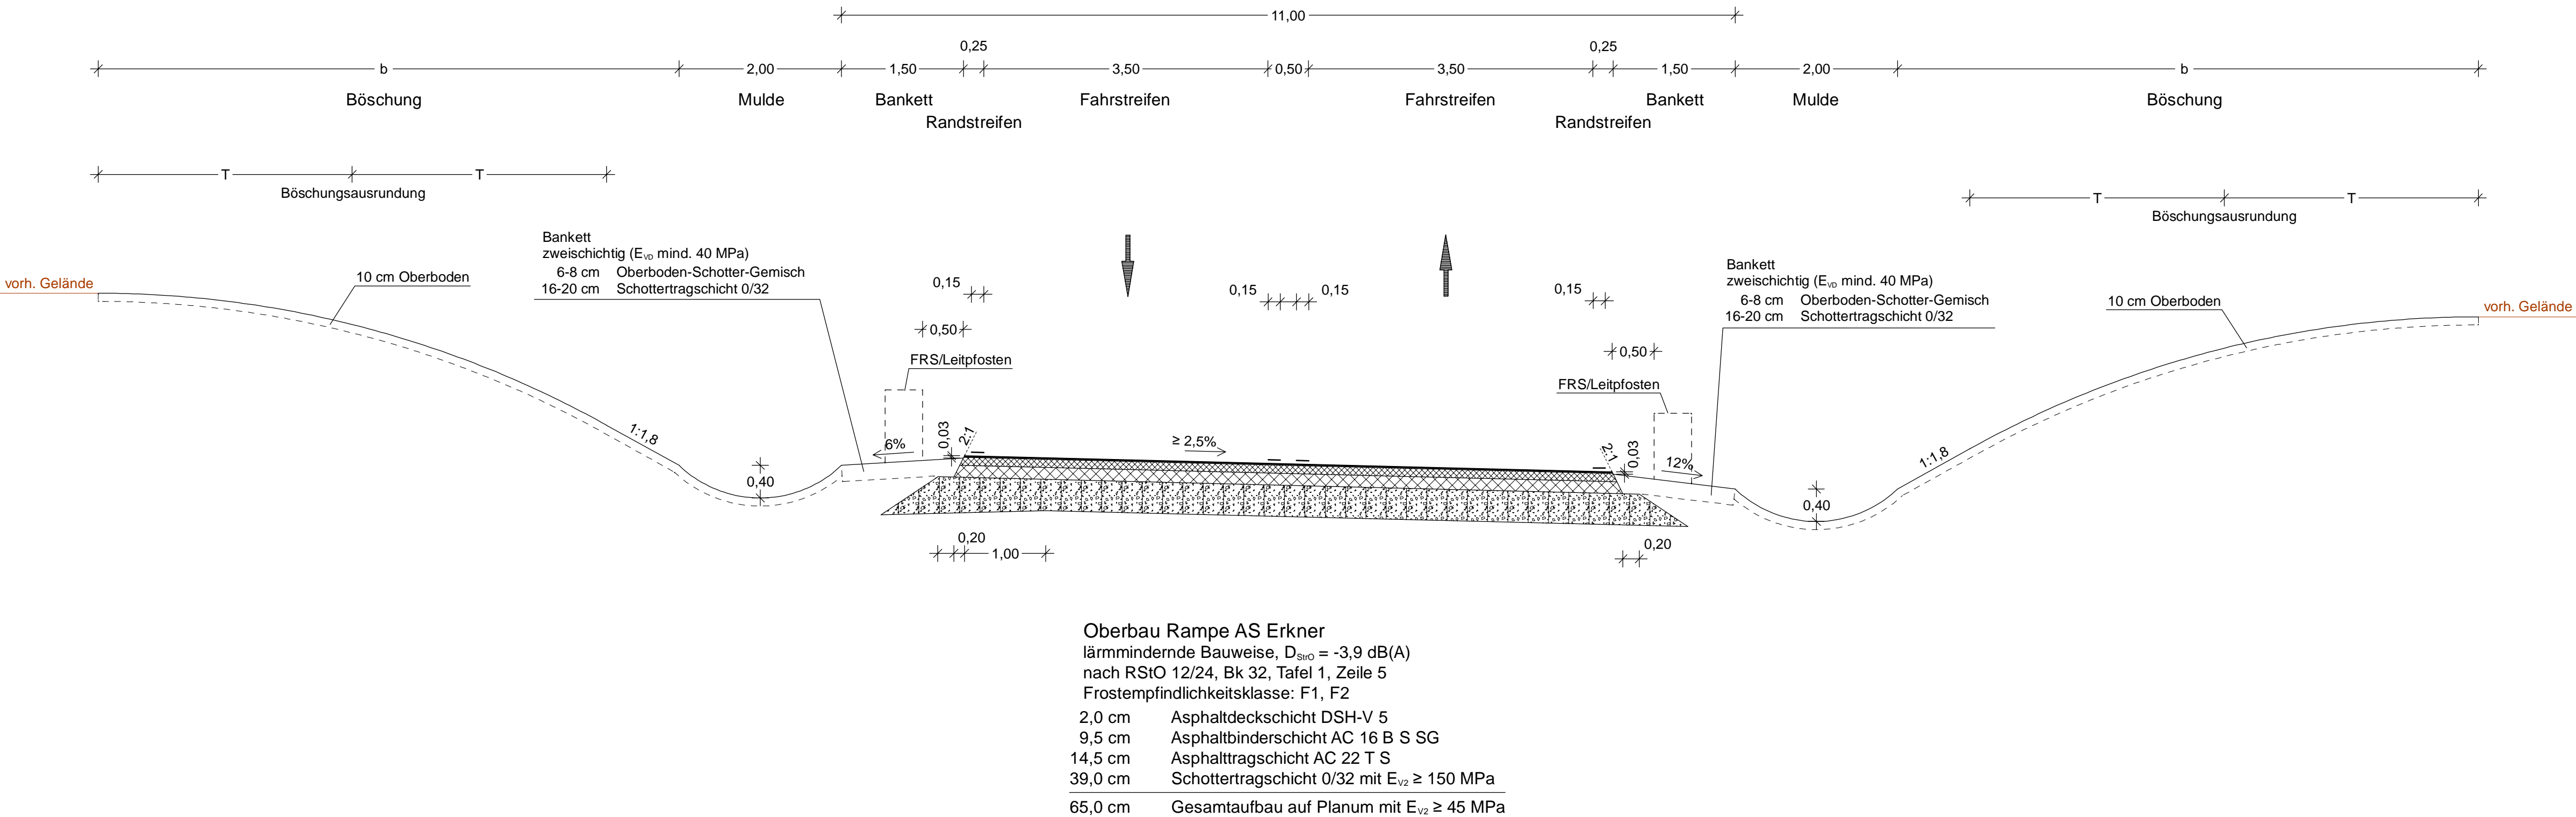 11,00
0,25
0,25
b
2,00
1,50
3,50
0,50
3,50
1,50
2,00
b
Böschung
Mulde
Bankett
Fahrstreifen
Fahrstreifen
Bankett
Mulde
Böschung
Randstreifen
Randstreifen
T
T
Böschungsausrundung
T
T
Böschungsausrundung
Bankett
zweischichtig (EVD mind. 40 MPa)
6-8 cm Oberboden-Schotter-Gemisch
16-20 cm Schottertragschicht 0/32
Bankett
zweischichtig (EVD mind. 40 MPa)
6-8 cm Oberboden-Schotter-Gemisch
16-20 cm Schottertragschicht 0/32
vorh. Gelände
10 cm Oberboden
0,15
0,15
0,15
0,15
10 cm Oberboden
vorh. Gelände
0,50
FRS/Leitpfosten
0,50
FRS/Leitpfosten
1:1,8
0,40
6%
0,03
2:1
≥ 2,5%
2:1
0,03
12%
0,40
1:1,8
0,20
1,00
0,20
Oberbau Rampe AS Erkner
lärmmindernde Bauweise, DStrO = -3,9 dB(A)
nach RStO 12/24, Bk 32, Tafel 1, Zeile 5
Frostempfindlichkeitsklasse: F1, F2
2,0 cm Asphaltdeckschicht DSH-V 5
9,5 cm Asphaltbinderschicht AC 16 B S SG
14,5 cm Asphalttragschicht AC 22 T S
39,0 cm Schottertragschicht 0/32 mit EV2 ≥ 150 MPa
65,0 cm Gesamtaufbau auf Planum mit EV2 ≥ 45 MPa